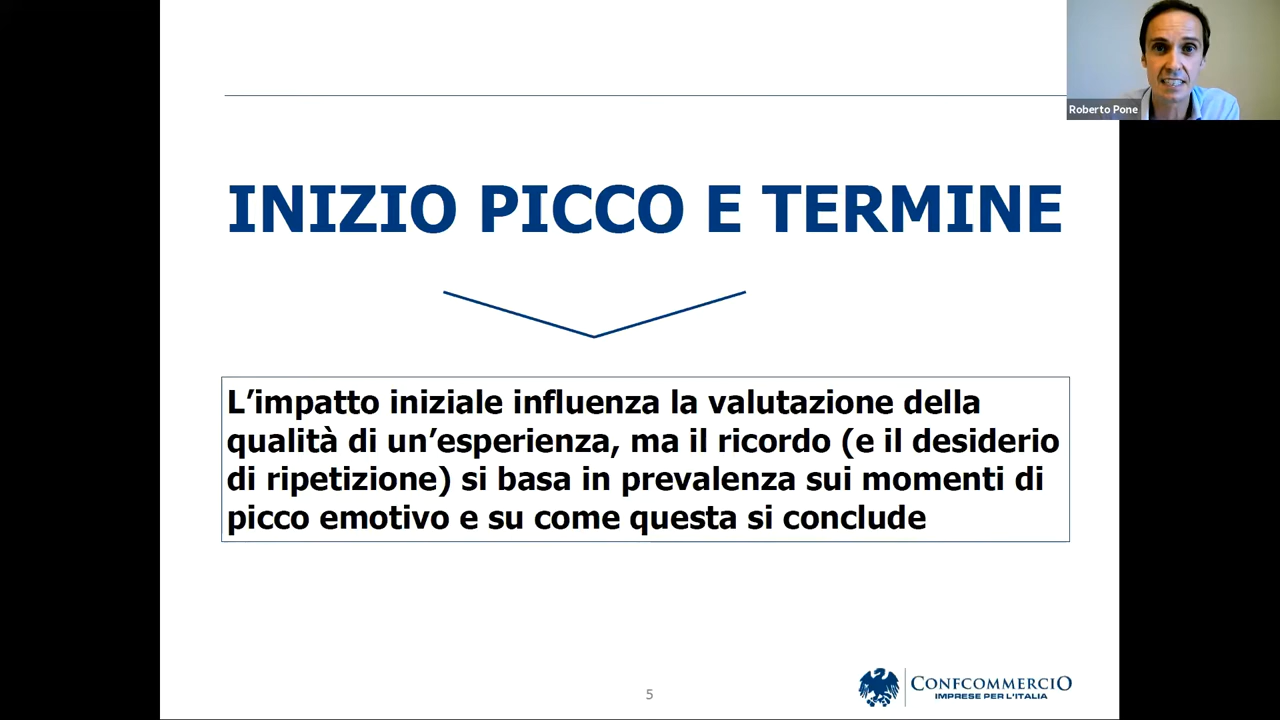 Roberto Pone
INIZIO PICCO E TERMINE
L’impatto iniziale influenza la valutazione della
qualità di un’esperienza, ma il ricordo (e il desiderio
di ripetizione) si basa in prevalenza sui momenti di
picco emotivo e su come questa si conclude
5
CONFCOMMERCIO
IMPRESE PER L'ITALIA